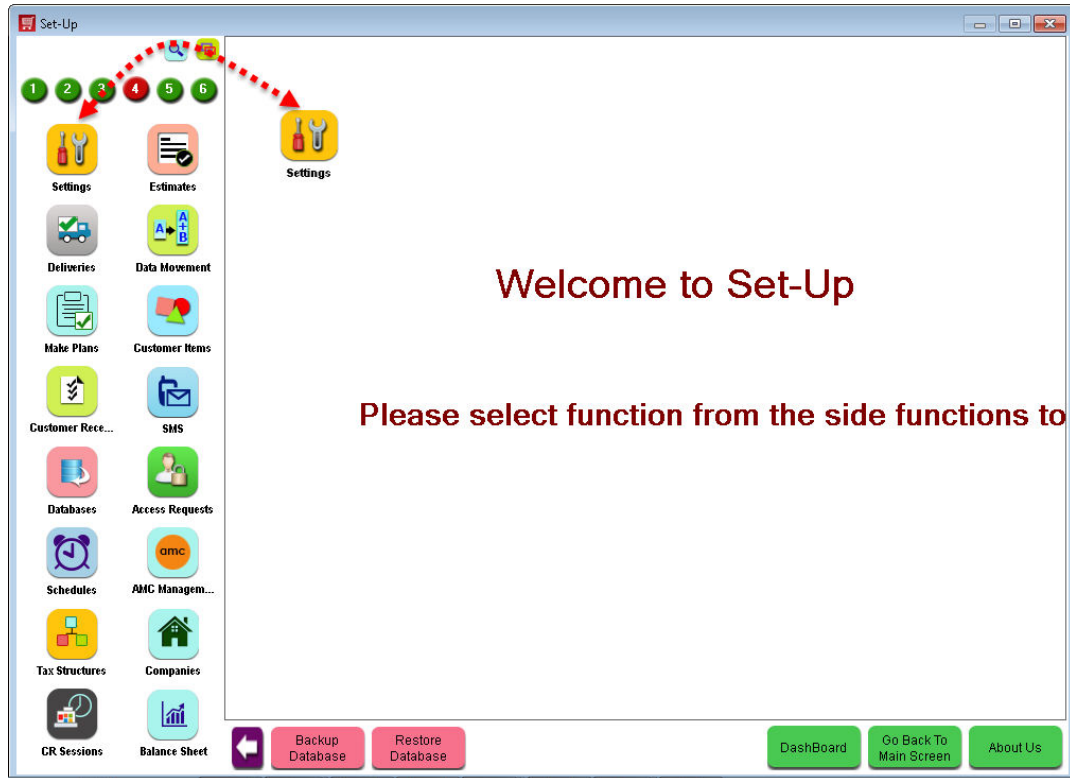 Set-Up
1 2 3 4 5 6
Settings Estimates
Settings
Deliveries Data Movement
A A+B
Welcome to Set-Up
Make Plans Customer Items
Please select function from the side functions to
Customer Rece... SMS
Databases Access Requests
amc
Schedules AMC Managem...
Tax Structures Companies
CR Sessions Balance Sheet
Backup
Database
Restore
Database
DashBoard
Go Back To
Main Screen
About Us